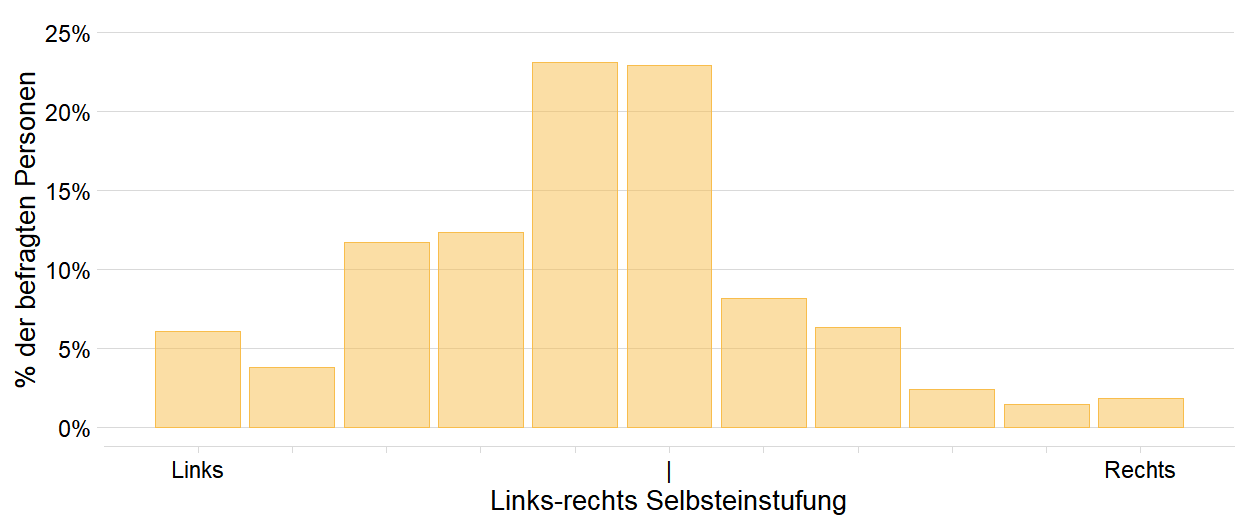 25%
20%
15%
10%
5%
0%
% der befragten Personen
Links
|
Rechts
Links-rechts Selbsteinstufung